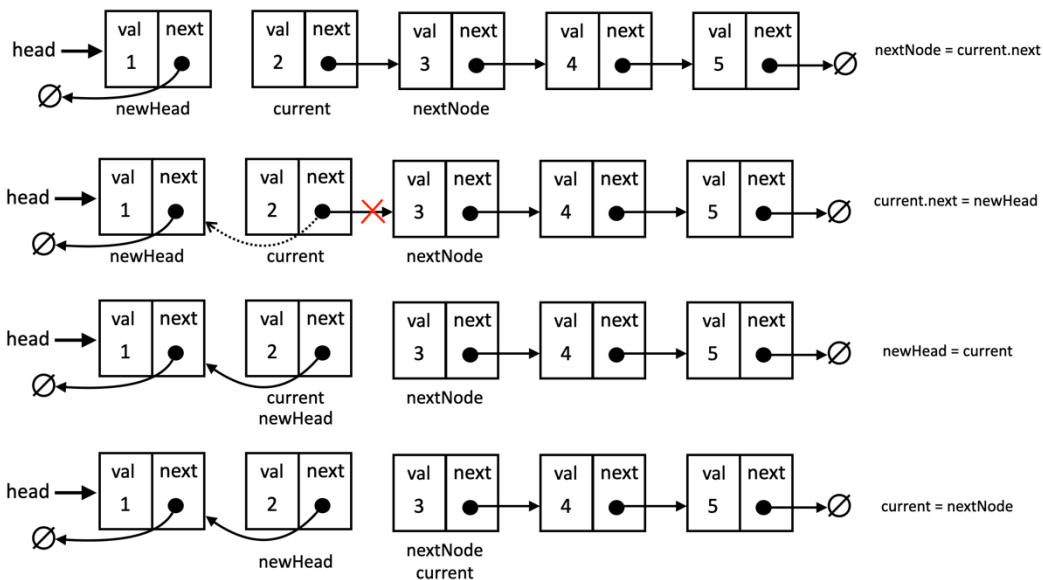 val next val next val next val next val next
head 1 2 3 4 5 nextNode = current.next
newHead current nextNode
val next val next val next val next val next
head 1 2 3 4 5 current.next = newHead
newHead current nextNode
val next val next val next val next val next
head 1 2 3 4 5 newHead = current
current nextNode
newHead
val next val next val next val next val next
head 1 2 3 4 5 current = nextNode
newHead nextNode
current